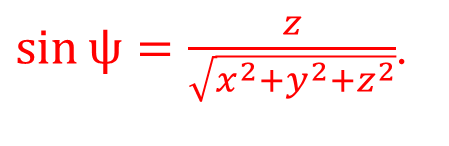 sin ψ = z / √(x² + y² + z²).